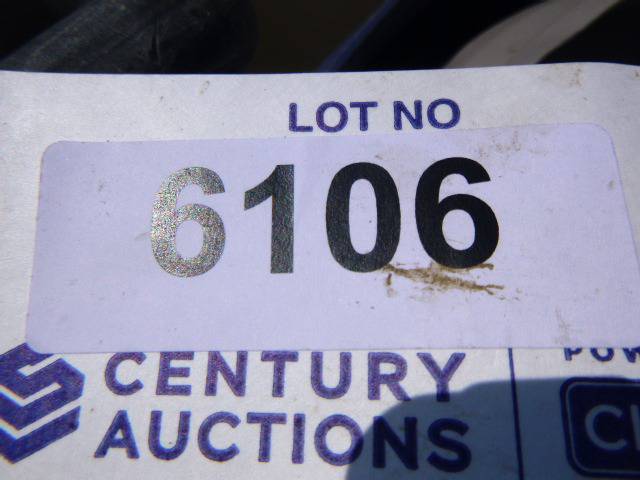 LOT NO
6106
CENTURY
AUCTIONS